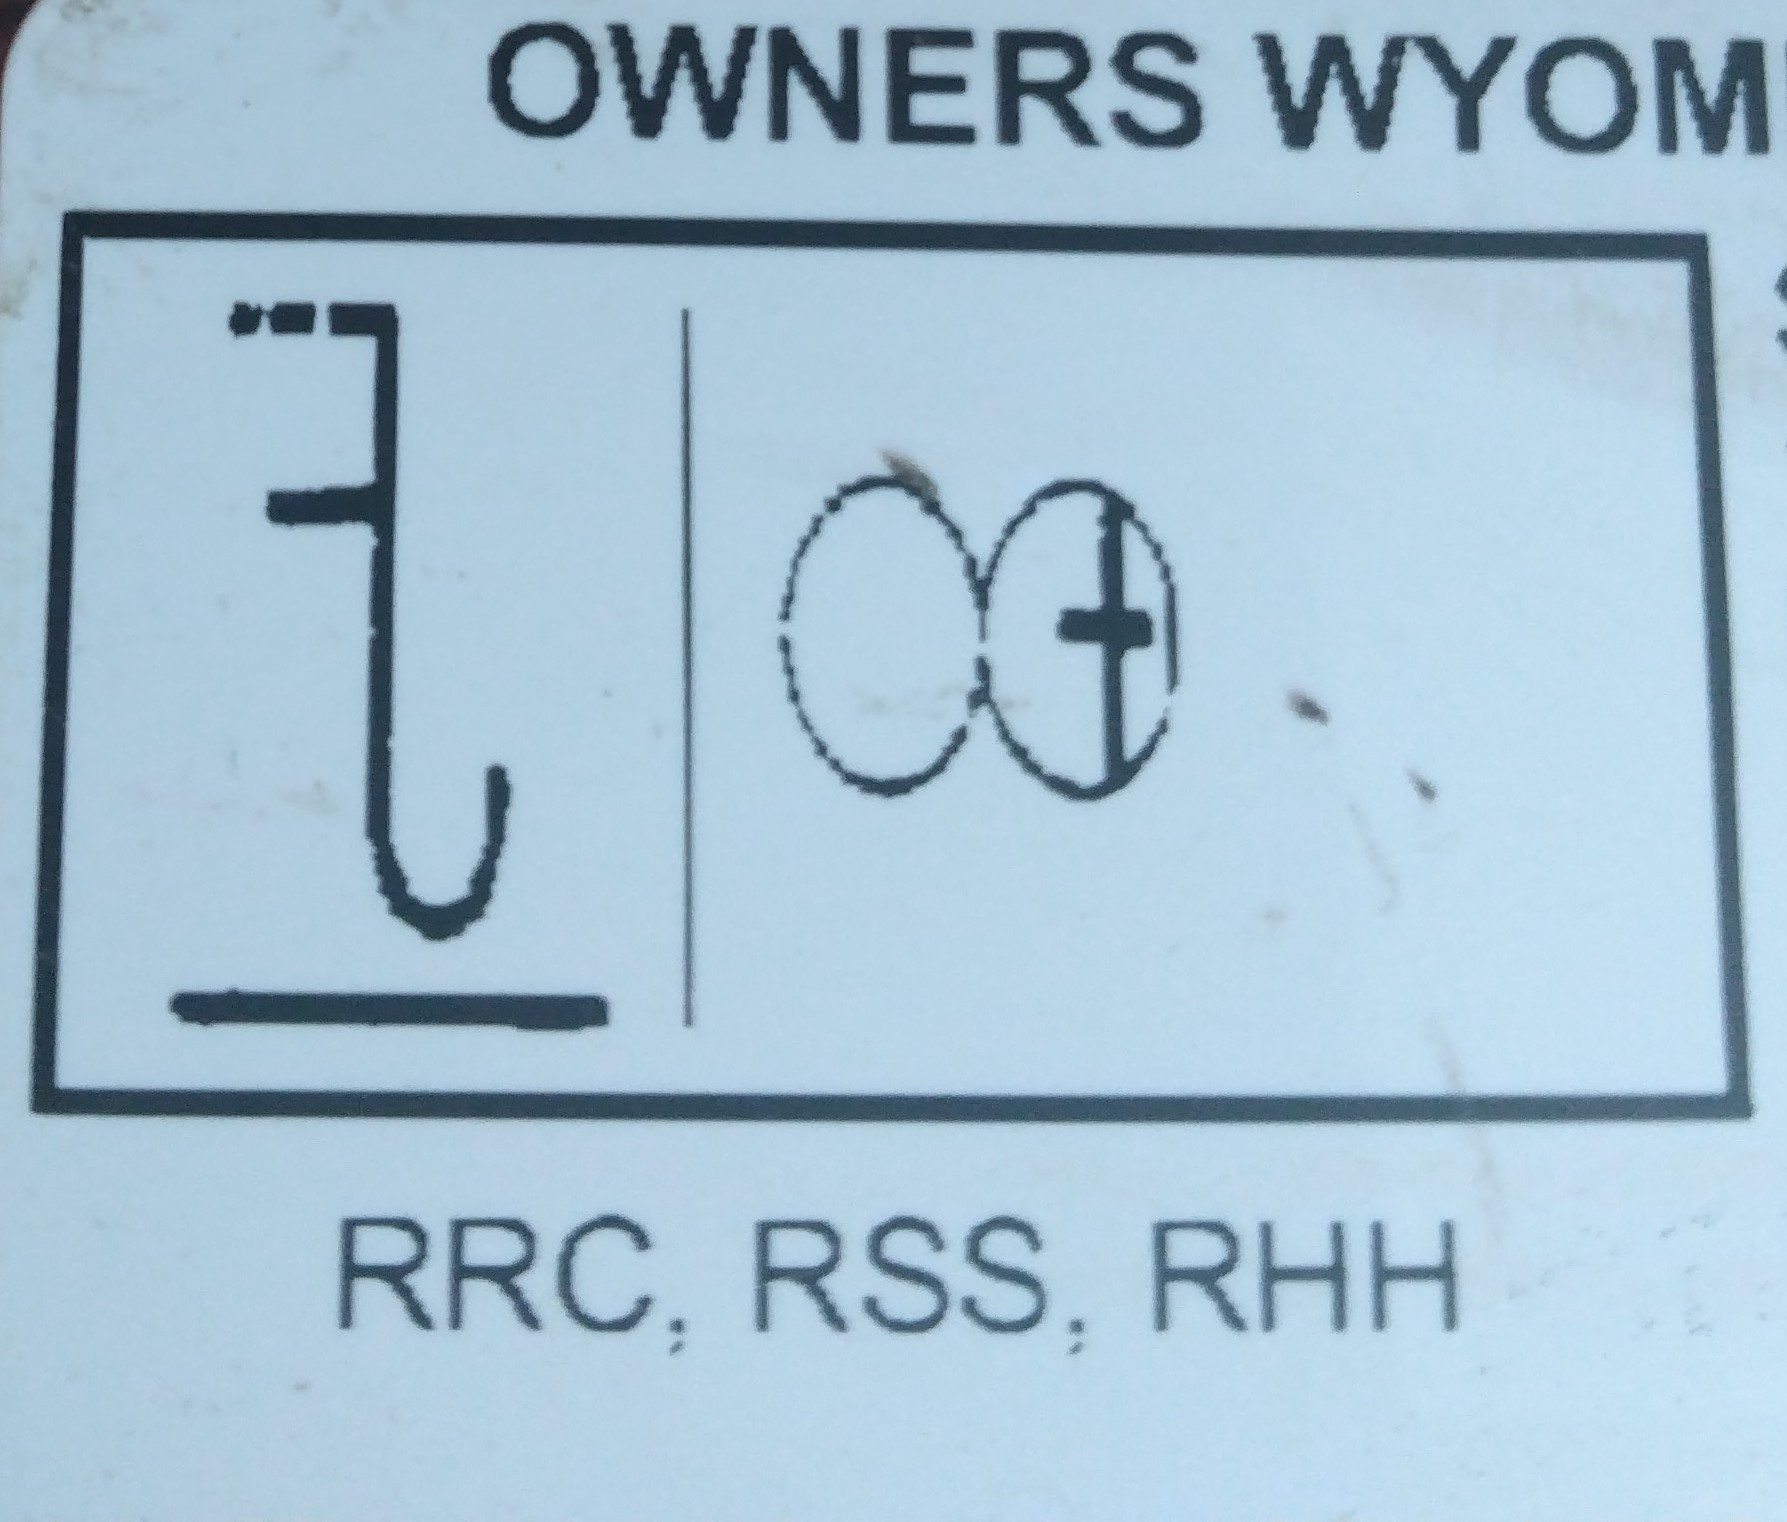 OWNERS WYOM
RRC, RSS, RHH